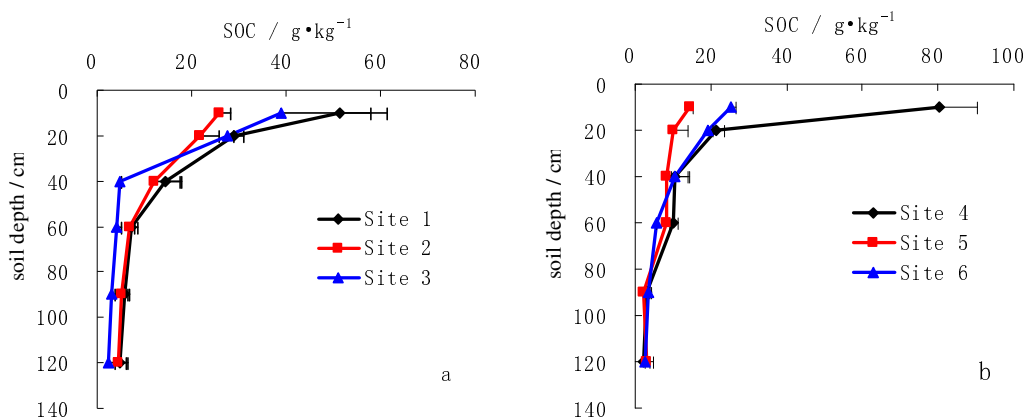 SOC / g•kg⁻¹
0 20 40 60 80
0
20
40
60
80
100
120
140
soil depth / cm
Site 1
Site 2
Site 3
a
SOC / g•kg⁻¹
0 20 40 60 80 100
0
20
40
60
80
100
120
140
soil depth / cm
Site 4
Site 5
Site 6
b